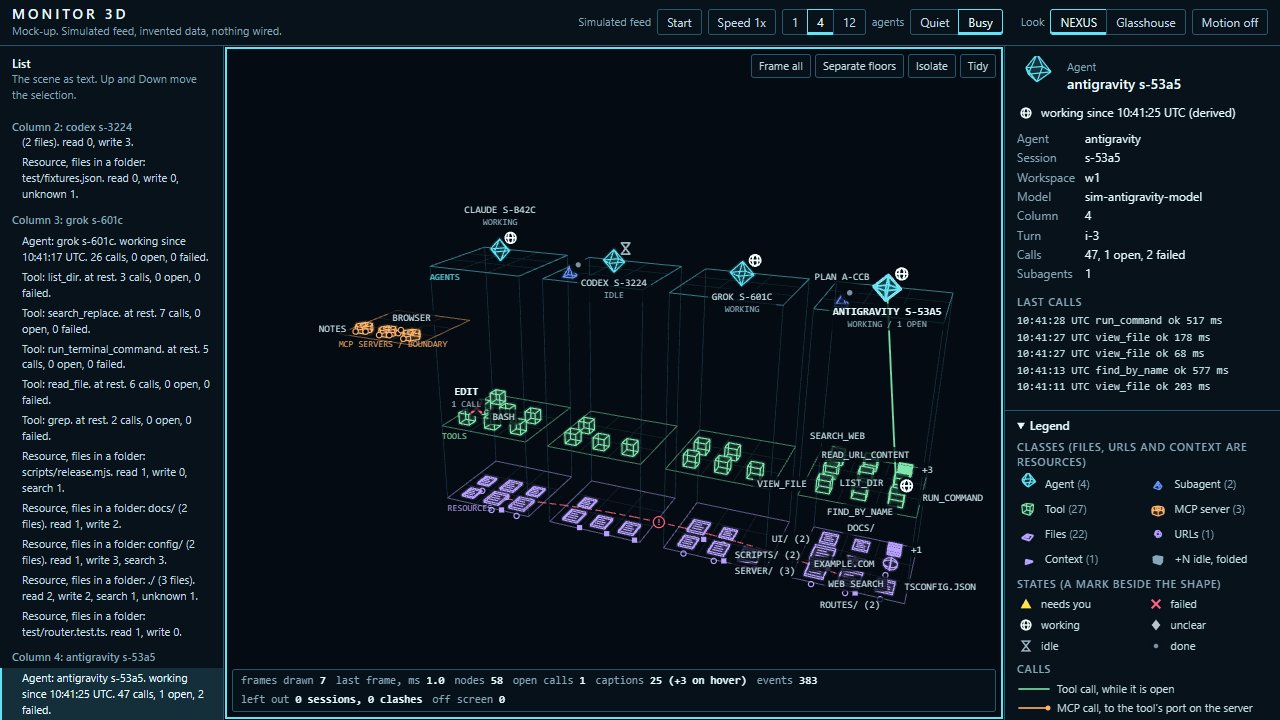 MONITOR 3D
Mock-up. Simulated feed, invented data, nothing wired.
Simulated feed
Start
Speed 1x
1
4
12
agents
Quiet
Busy
Look
NEXUS
Glasshouse
Motion off
List
The scene as text. Up and Down move
the selection.
Column 2: codex s-3224
(2 files). read 0, write 3.
Resource, files in a folder:
test/fixtures.json. read 0, write 0,
unknown 1.
Column 3: grok s-601c
Agent: grok s-601c. working since
10:41:17 UTC. 26 calls, 0 open, 0 failed.
Tool: list_dir. at rest. 3 calls, 0 open, 0
failed.
Tool: search_replace. at rest. 7 calls, 0
open, 0 failed.
Tool: run_terminal_command. at rest. 5
calls, 0 open, 0 failed.
Tool: read_file. at rest. 6 calls, 0 open, 0
failed.
Tool: grep. at rest. 2 calls, 0 open, 0
failed.
Resource, files in a folder:
scripts/release.mjs. read 1, write 0,
search 1.
Resource, files in a folder: docs/ (2
files). read 1, write 2.
Resource, files in a folder: config/ (2
files). read 1, write 3, search 3.
Resource, files in a folder: ./ (3 files).
read 2, write 2, search 1, unknown 1.
Resource, files in a folder:
test/router.test.ts. read 1, write 0.
Column 4: antigravity s-53a5
Agent: antigravity s-53a5. working
since 10:41:25 UTC. 47 calls, 1 open, 2
failed.
Frame all
Separate floors
Isolate
Tidy
CLAUDE S-B42C
WORKING
AGENTS
CODEX S-3224
IDLE
GROK S-601C
WORKING
PLAN A-CCB
ANTIGRAVITY S-53A5
WORKING / 1 OPEN
NOTES
BROWSER
MCP SERVERS / BOUNDARY
EDIT
1 CALL
BASH
TOOLS
SEARCH_WEB
READ_URL_CONTENT
+3
VIEW_FILE
LIST_DIR
RUN_COMMAND
FIND_BY_NAME
RESOURCES
DOCS/
UI/ (2)
+1
SCRIPTS/ (2)
EXAMPLE.COM
SERVER/ (3)
WEB SEARCH
TSCONFIG.JSON
ROUTES/ (2)
frames drawn 7 last frame, ms 1.0 nodes 58 open calls 1 captions 25 (+3 on hover) events 383
left out 0 sessions, 0 clashes off screen 0
Agent
antigravity s-53a5
working since 10:41:25 UTC (derived)
Agent antigravity
Session s-53a5
Workspace w1
Model sim-antigravity-model
Column 4
Turn i-3
Calls 47, 1 open, 2 failed
Subagents 1
LAST CALLS
10:41:28 UTC run_command ok 517 ms
10:41:27 UTC view_file ok 178 ms
10:41:27 UTC view_file ok 68 ms
10:41:13 UTC find_by_name ok 577 ms
10:41:11 UTC view_file ok 203 ms
▼ Legend
CLASSES (FILES, URLS AND CONTEXT ARE
RESOURCES)
Agent (4)
Subagent (2)
Tool (27)
MCP server (3)
Files (22)
URLs (1)
Context (1)
+N idle, folded
STATES (A MARK BESIDE THE SHAPE)
needs you
failed
working
unclear
idle
done
CALLS
Tool call, while it is open
MCP call, to the tool's port on the server